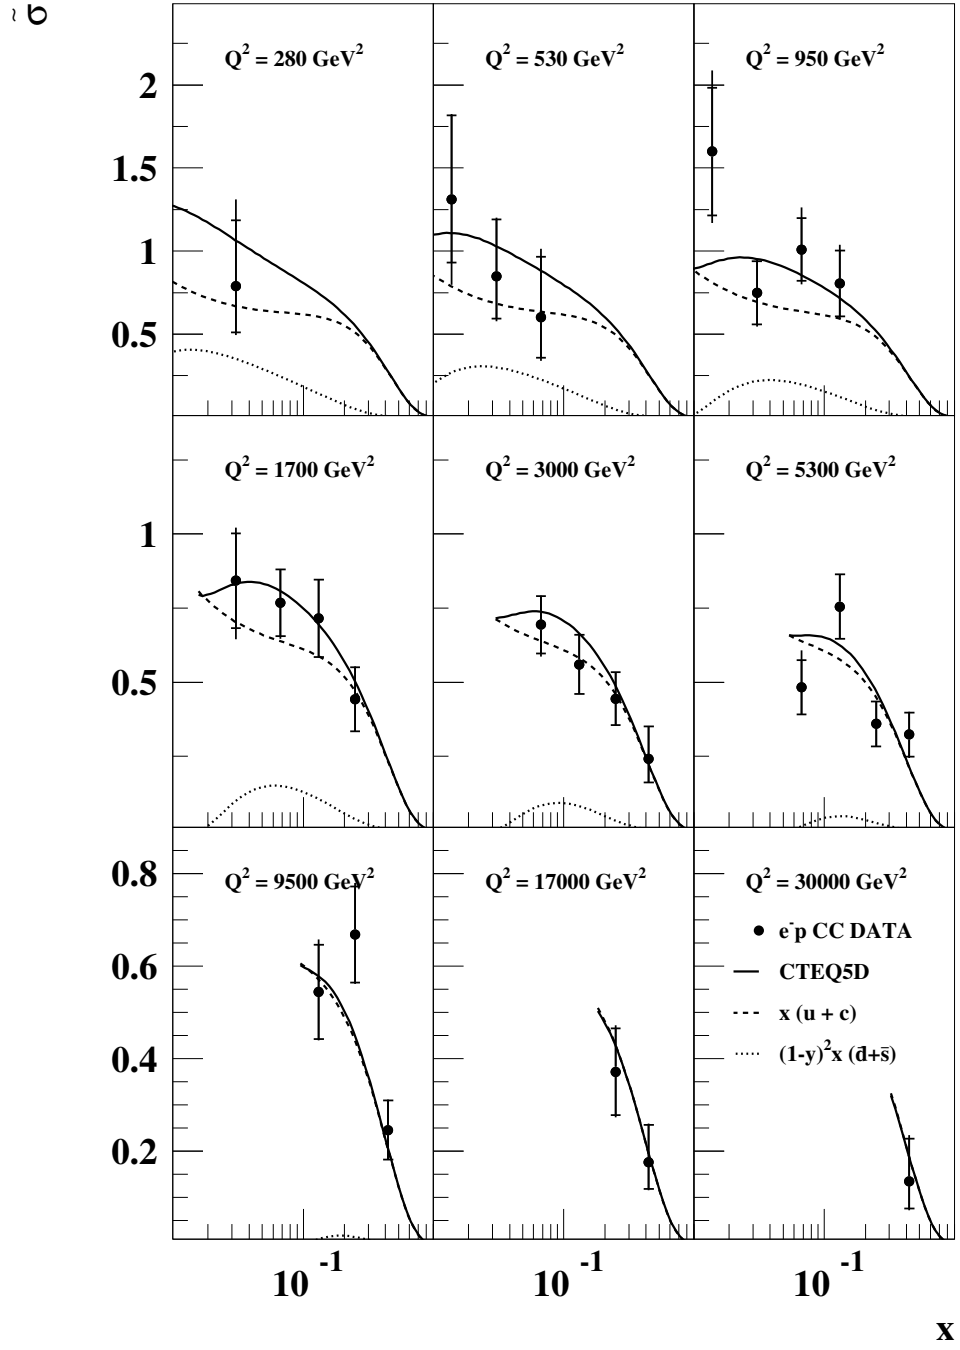 σ̃
Q² = 280 GeV²
Q² = 530 GeV²
Q² = 950 GeV²
2
1.5
1
0.5
Q² = 1700 GeV²
Q² = 3000 GeV²
Q² = 5300 GeV²
1
0.5
Q² = 9500 GeV²
Q² = 17000 GeV²
Q² = 30000 GeV²
0.8
0.6
0.4
0.2
e⁻p CC DATA
CTEQ5D
x (u + c)
(1-y)²x (d̄+s̄)
10⁻¹
10⁻¹
10⁻¹
x